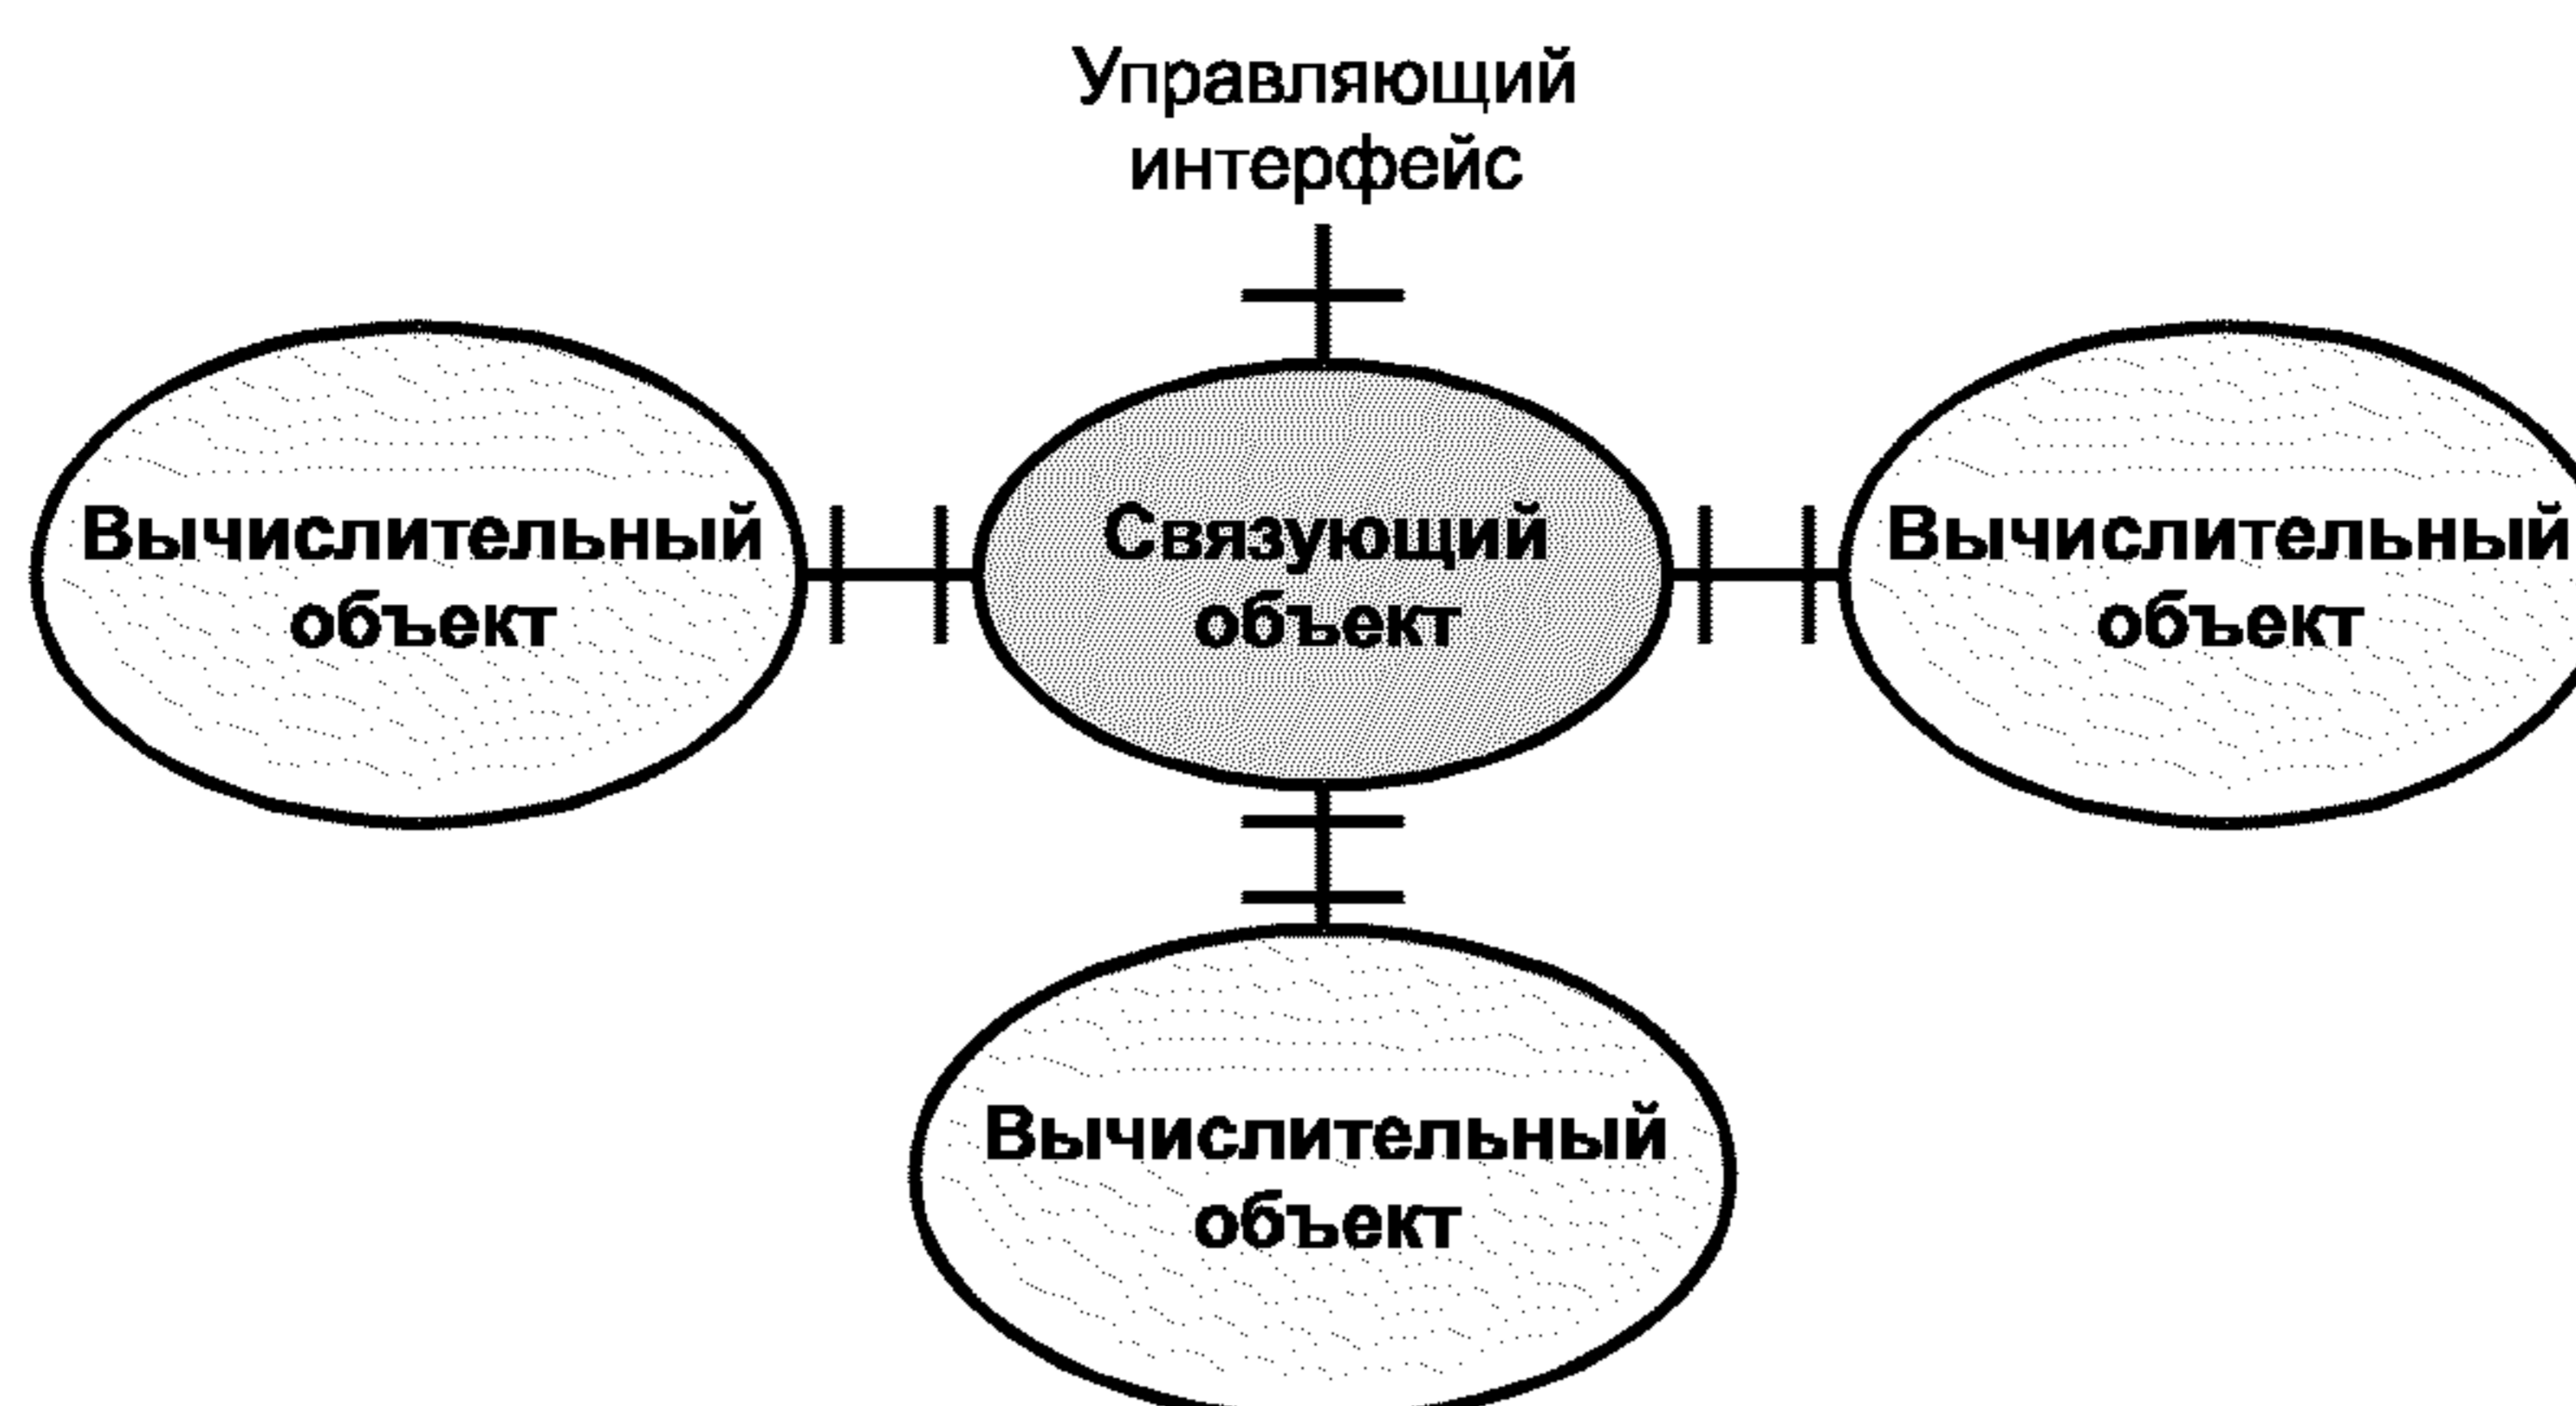 Управляющий
интерфейс
Вычислительный
объект
Связующий
объект
Вычислительный
объект
Вычислительный
объект